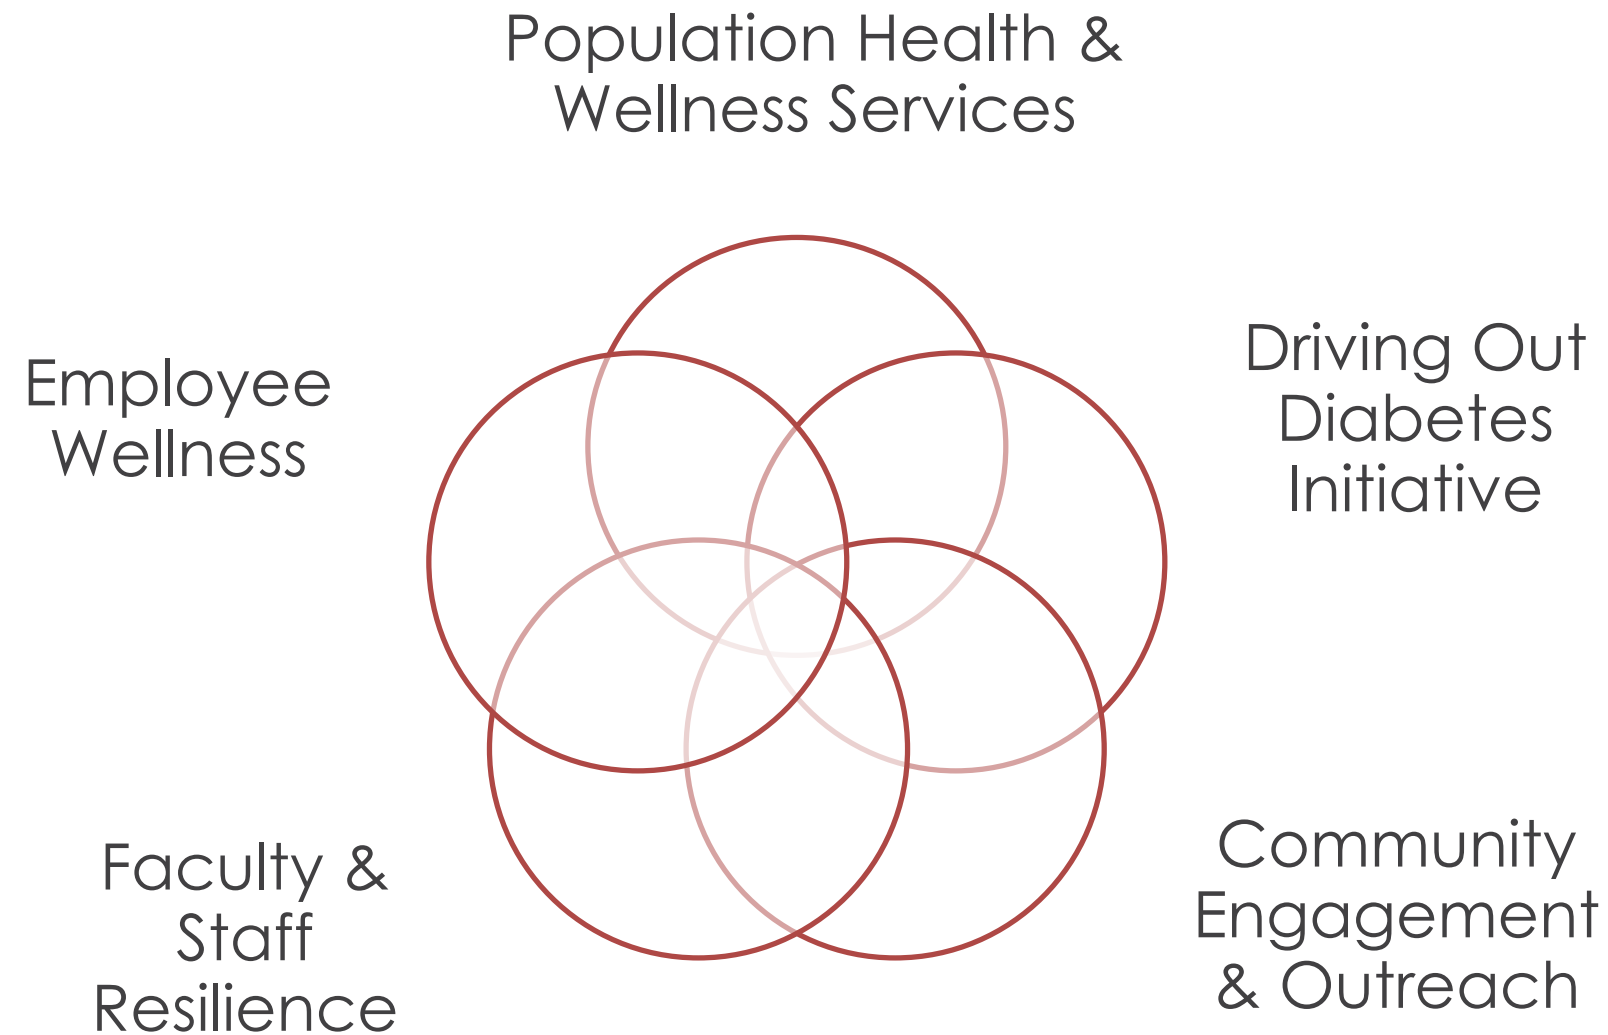 Population Health &
Wellness Services
Employee
Wellness
Driving Out
Diabetes
Initiative
Faculty &
Staff
Resilience
Community
Engagement
& Outreach